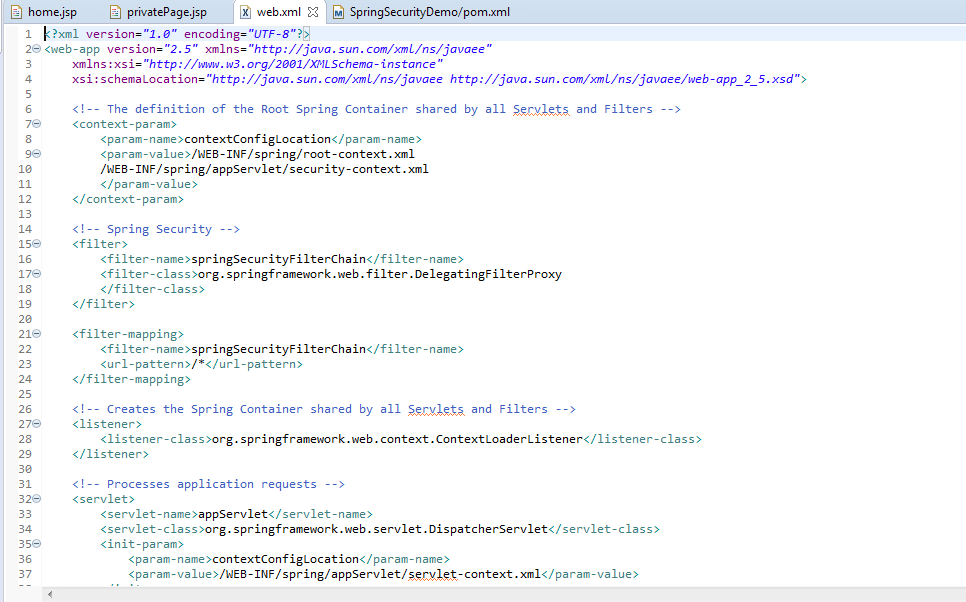 home.jsp privatePage.jsp web.xml SpringSecurityDemo/pom.xml
1 <?xml version="1.0" encoding="UTF-8"?>
2 <web-app version="2.5" xmlns="http://java.sun.com/xml/ns/javaee"
3 xmlns:xsi="http://www.w3.org/2001/XMLSchema-instance"
4 xsi:schemaLocation="http://java.sun.com/xml/ns/javaee http://java.sun.com/xml/ns/javaee/web-app_2_5.xsd">
5
6 <!-- The definition of the Root Spring Container shared by all Servlets and Filters -->
7 <context-param>
8 <param-name>contextConfigLocation</param-name>
9 <param-value>/WEB-INF/spring/root-context.xml
10 /WEB-INF/spring/appServlet/security-context.xml
11 </param-value>
12 </context-param>
13
14 <!-- Spring Security -->
15 <filter>
16 <filter-name>springSecurityFilterChain</filter-name>
17 <filter-class>org.springframework.web.filter.DelegatingFilterProxy
18 </filter-class>
19 </filter>
20
21 <filter-mapping>
22 <filter-name>springSecurityFilterChain</filter-name>
23 <url-pattern>/*</url-pattern>
24 </filter-mapping>
25
26 <!-- Creates the Spring Container shared by all Servlets and Filters -->
27 <listener>
28 <listener-class>org.springframework.web.context.ContextLoaderListener</listener-class>
29 </listener>
30
31 <!-- Processes application requests -->
32 <servlet>
33 <servlet-name>appServlet</servlet-name>
34 <servlet-class>org.springframework.web.servlet.DispatcherServlet</servlet-class>
35 <init-param>
36 <param-name>contextConfigLocation</param-name>
37 <param-value>/WEB-INF/spring/appServlet/servlet-context.xml</param-value>